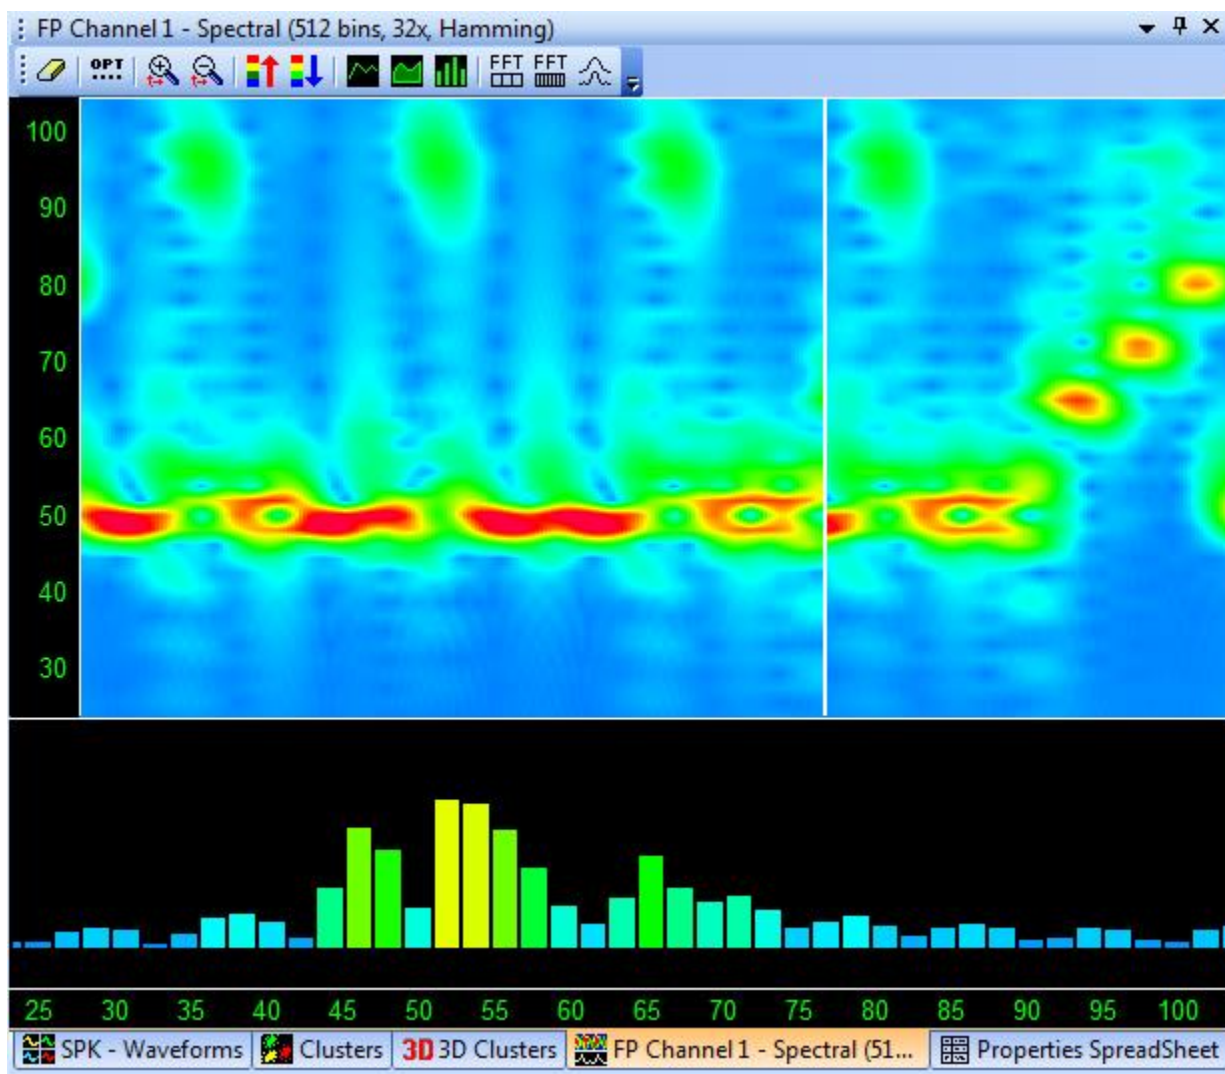 FP Channel 1 - Spectral (512 bins, 32x, Hamming)
OPT FFT FFT
100
90
80
70
60
50
40
30
25 30 35 40 45 50 55 60 65 70 75 80 85 90 95 100
SPK - Waveforms Clusters 3D 3D Clusters FP Channel 1 - Spectral (51... Properties SpreadSheet